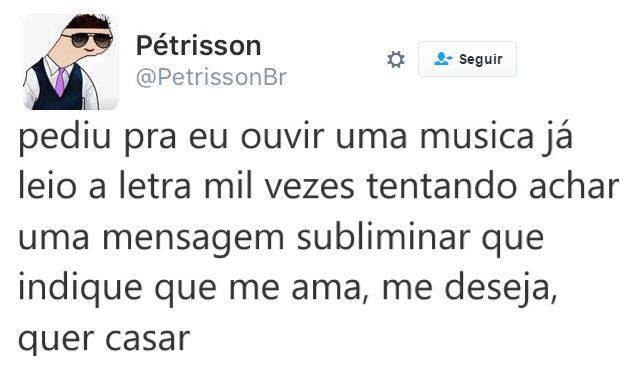 Pétrisson
@PetrissonBr
Seguir
pediu pra eu ouvir uma musica já
leio a letra mil vezes tentando achar
uma mensagem subliminar que
indique que me ama, me deseja,
quer casar